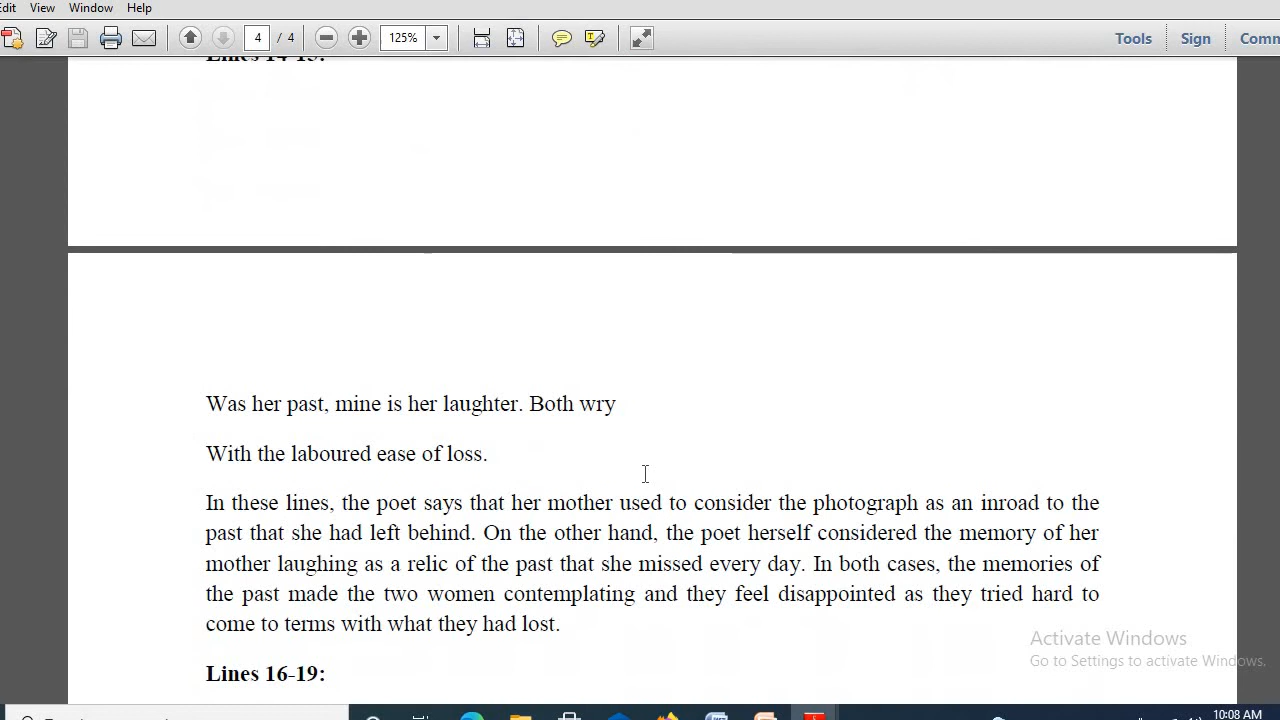 Edit View Window Help
4 / 4 125% Tools Sign Comm
Lines 14-15:
Was her past, mine is her laughter. Both wry
With the laboured ease of loss.
In these lines, the poet says that her mother used to consider the photograph as an inroad to the
past that she had left behind. On the other hand, the poet herself considered the memory of her
mother laughing as a relic of the past that she missed every day. In both cases, the memories of
the past made the two women contemplating and they feel disappointed as they tried hard to
come to terms with what they had lost.
Activate Windows
Go to Settings to activate Windows.
Lines 16-19:
10:08 AM